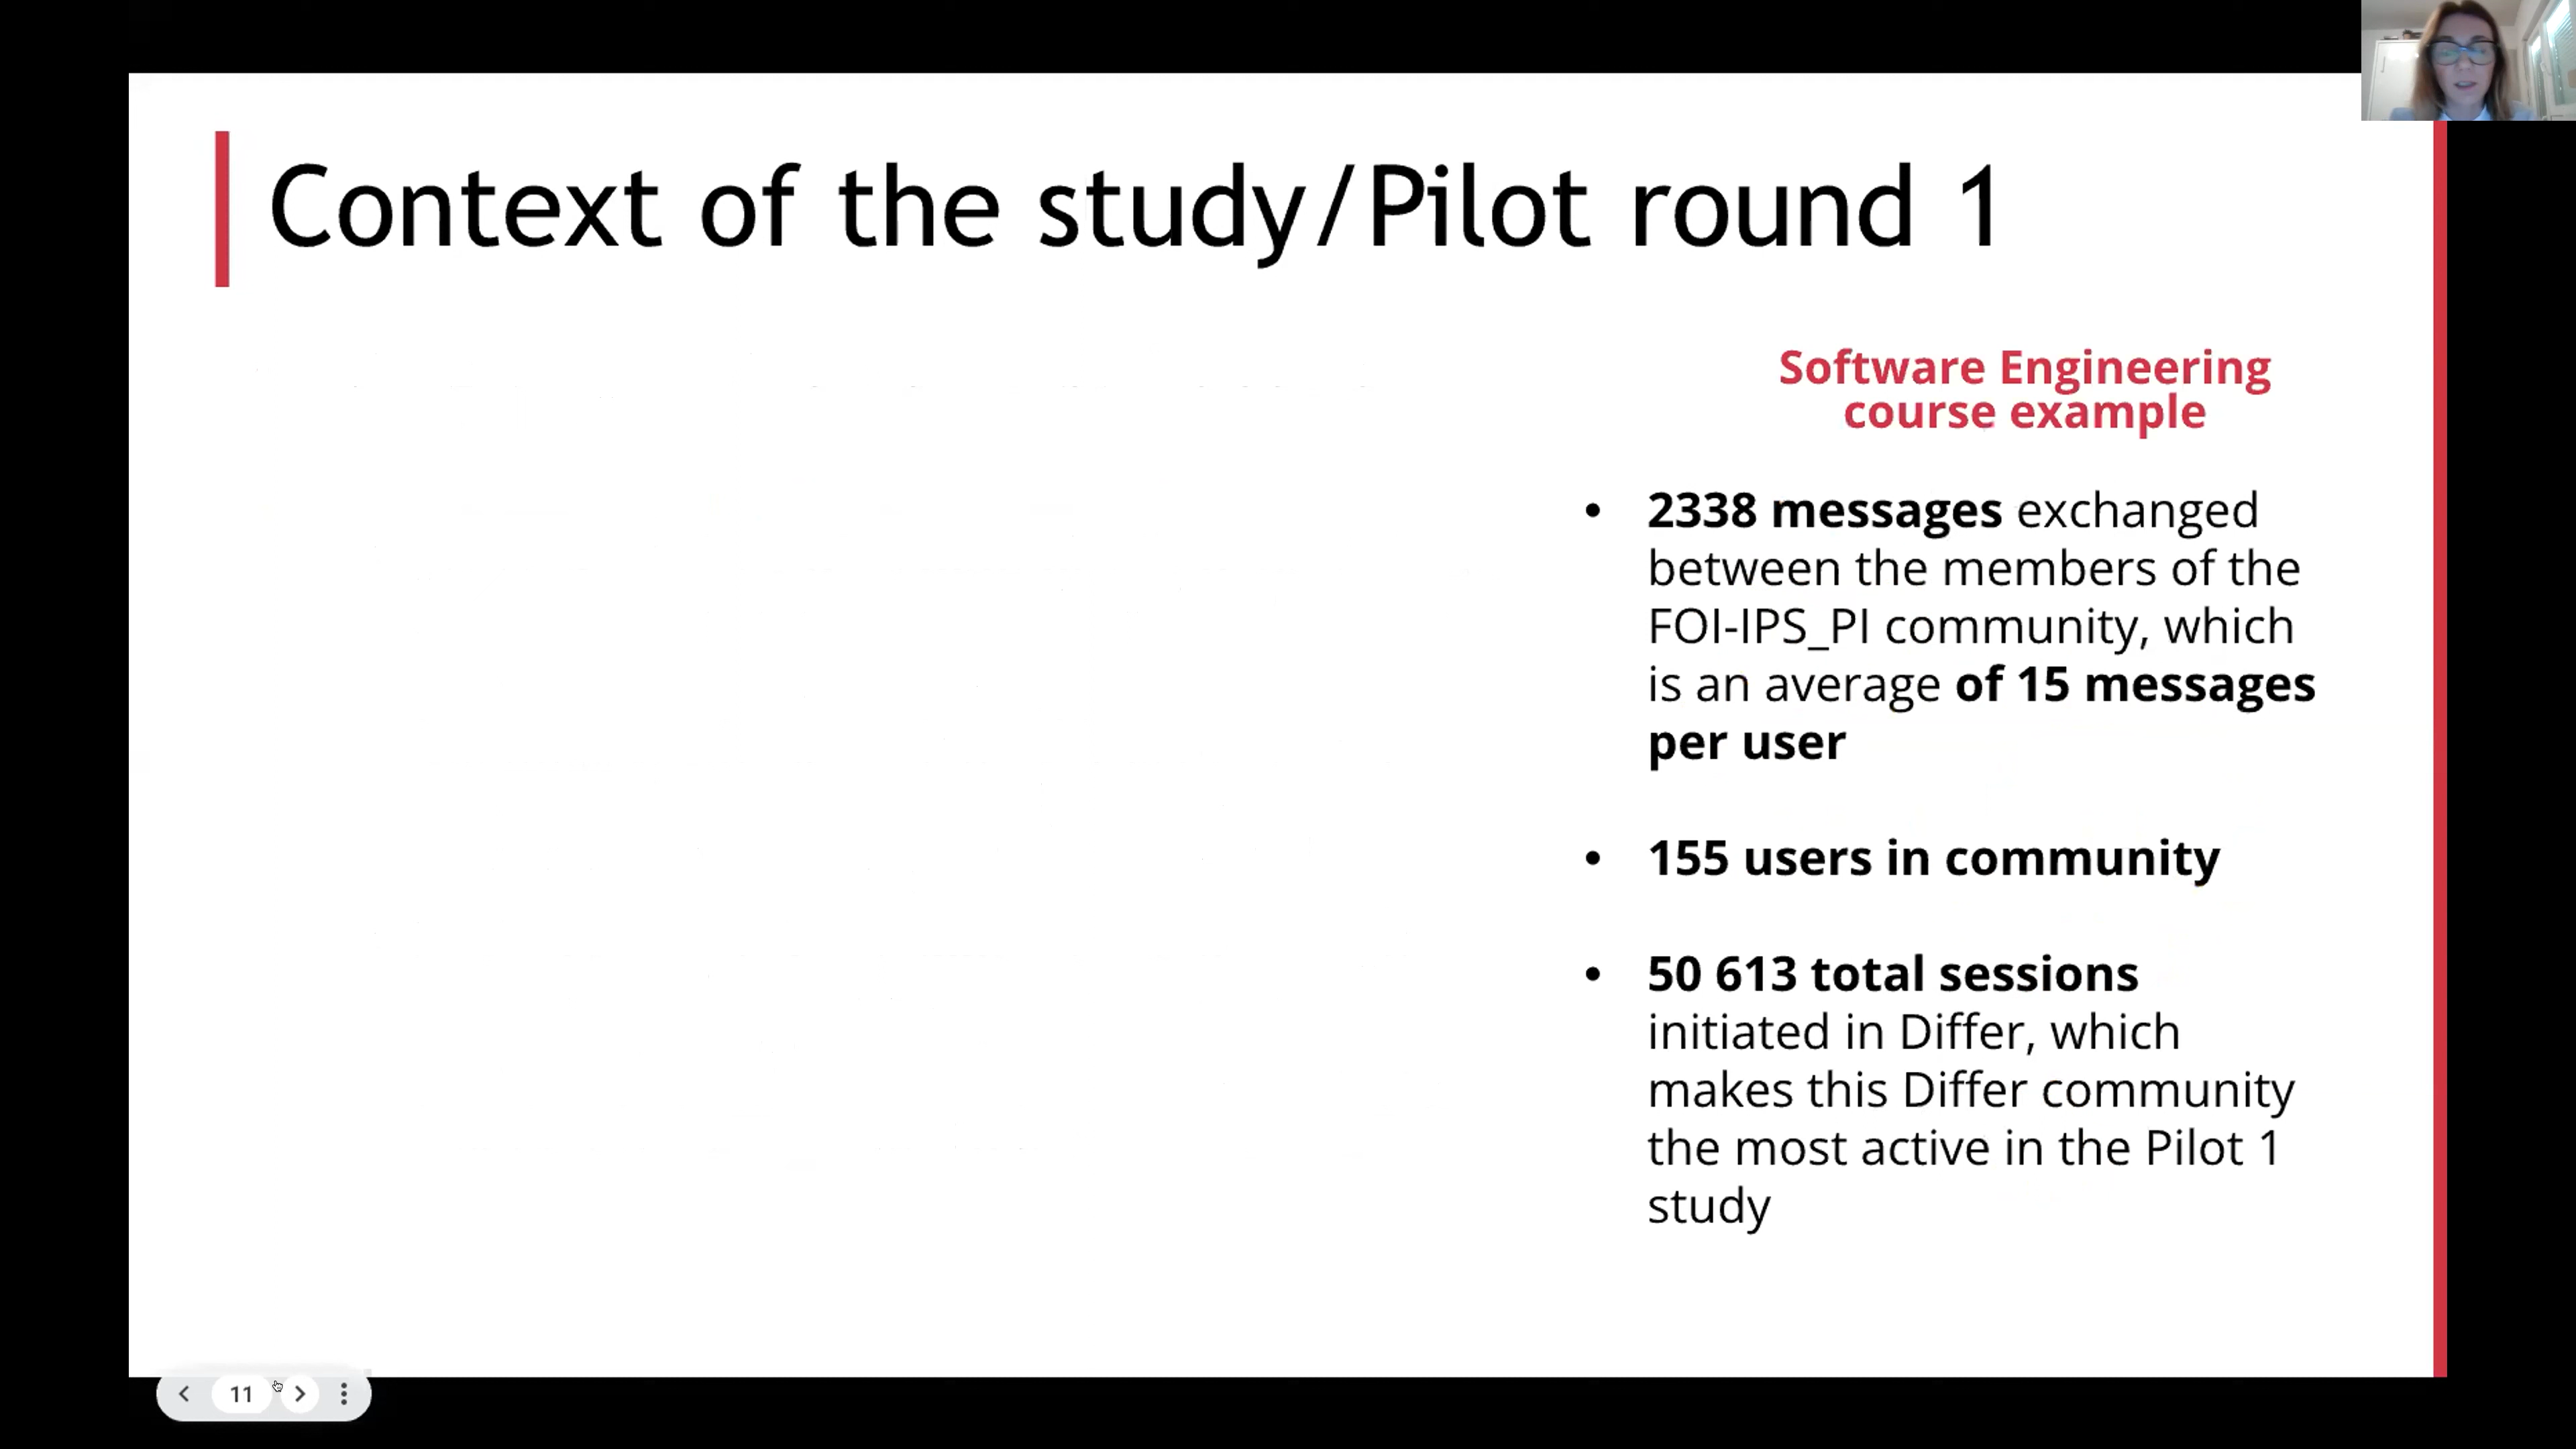 Context of the study/Pilot round 1
Software Engineering
course example
• 2338 messages exchanged
between the members of the
FOI-IPS_PI community, which
is an average of 15 messages
per user
• 155 users in community
• 50 613 total sessions
initiated in Differ, which
makes this Differ community
the most active in the Pilot 1
study
11